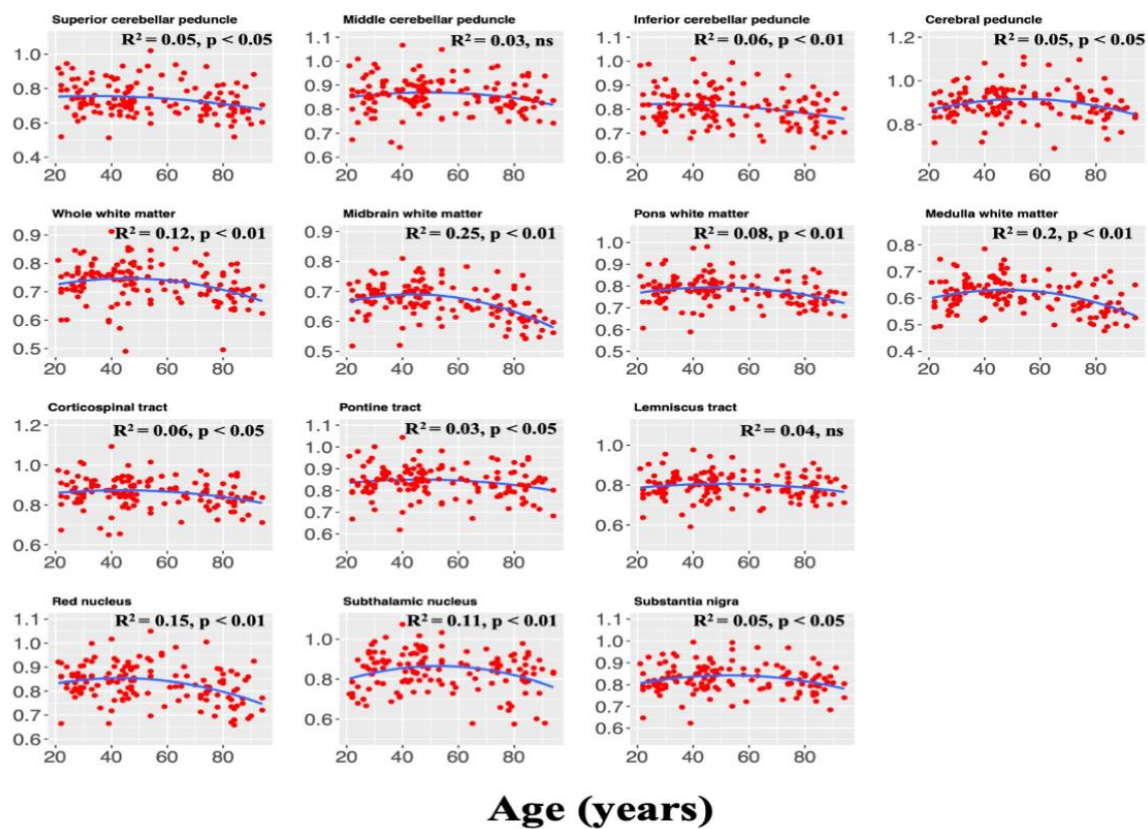 Superior cerebellar peduncle
R² = 0.05, p < 0.05
1.0
0.8
0.6
0.4
20 40 60 80
Middle cerebellar peduncle
R² = 0.03, ns
1.1
1.0
0.9
0.8
0.7
0.6
20 40 60 80
Inferior cerebellar peduncle
R² = 0.06, p < 0.01
1.1
1.0
0.9
0.8
0.7
0.6
20 40 60 80
Cerebral peduncle
R² = 0.05, p < 0.05
1.2
1.0
0.8
20 40 60 80
Whole white matter
R² = 0.12, p < 0.01
0.9
0.8
0.7
0.6
0.5
20 40 60 80
Midbrain white matter
R² = 0.25, p < 0.01
0.9
0.8
0.7
0.6
0.5
20 40 60 80
Pons white matter
R² = 0.08, p < 0.01
1.0
0.9
0.8
0.7
0.6
0.5
20 40 60 80
Medulla white matter
R² = 0.2, p < 0.01
0.8
0.7
0.6
0.5
0.4
20 40 60 80
Corticospinal tract
R² = 0.06, p < 0.05
1.2
1.0
0.8
0.6
20 40 60 80
Pontine tract
R² = 0.03, p < 0.05
1.1
1.0
0.9
0.8
0.7
0.6
20 40 60 80
Lemniscus tract
R² = 0.04, ns
1.0
0.8
0.6
20 40 60 80
Red nucleus
R² = 0.15, p < 0.01
1.1
1.0
0.9
0.8
0.7
0.6
20 40 60 80
Subthalamic nucleus
R² = 0.11, p < 0.01
1.0
0.8
0.6
20 40 60 80
Substantia nigra
R² = 0.05, p < 0.05
1.1
1.0
0.9
0.8
0.7
0.6
0.5
20 40 60 80
Age (years)